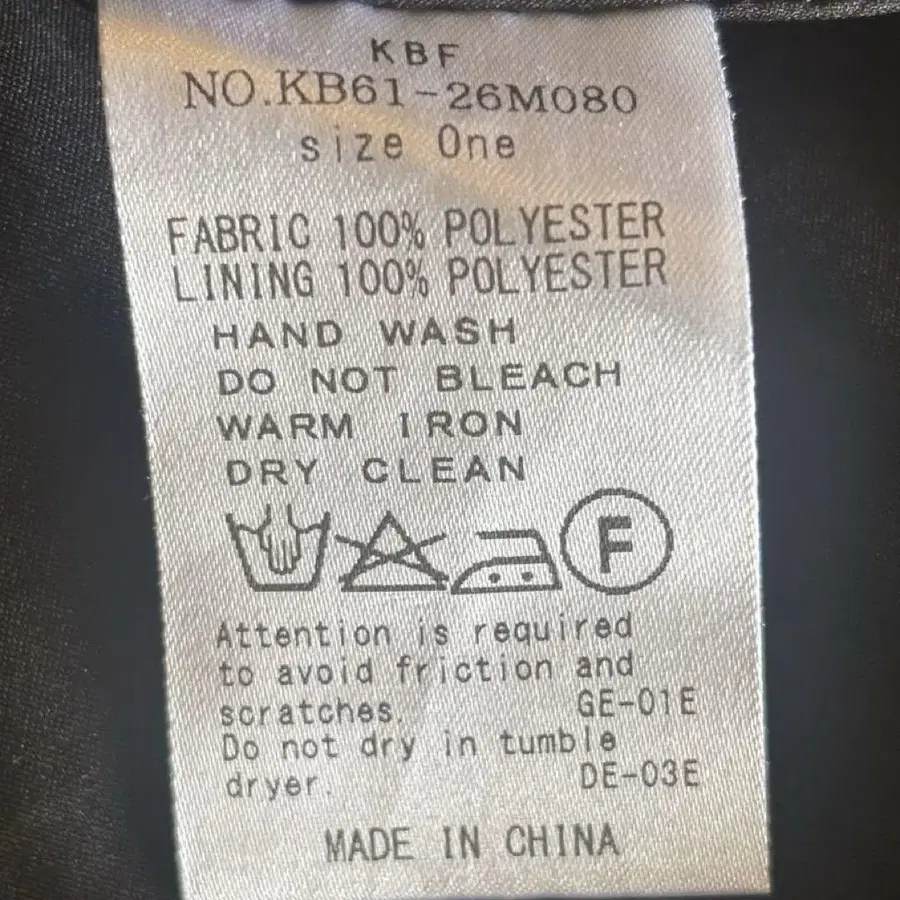 KBF
NO.KB61-26M080
size One
FABRIC 100% POLYESTER
LINING 100% POLYESTER
HAND WASH
DO NOT BLEACH
WARM IRON
DRY CLEAN
F
Attention is required
to avoid friction and
scratches. GE-01E
Do not dry in tumble
dryer. DE-03E
MADE IN CHINA